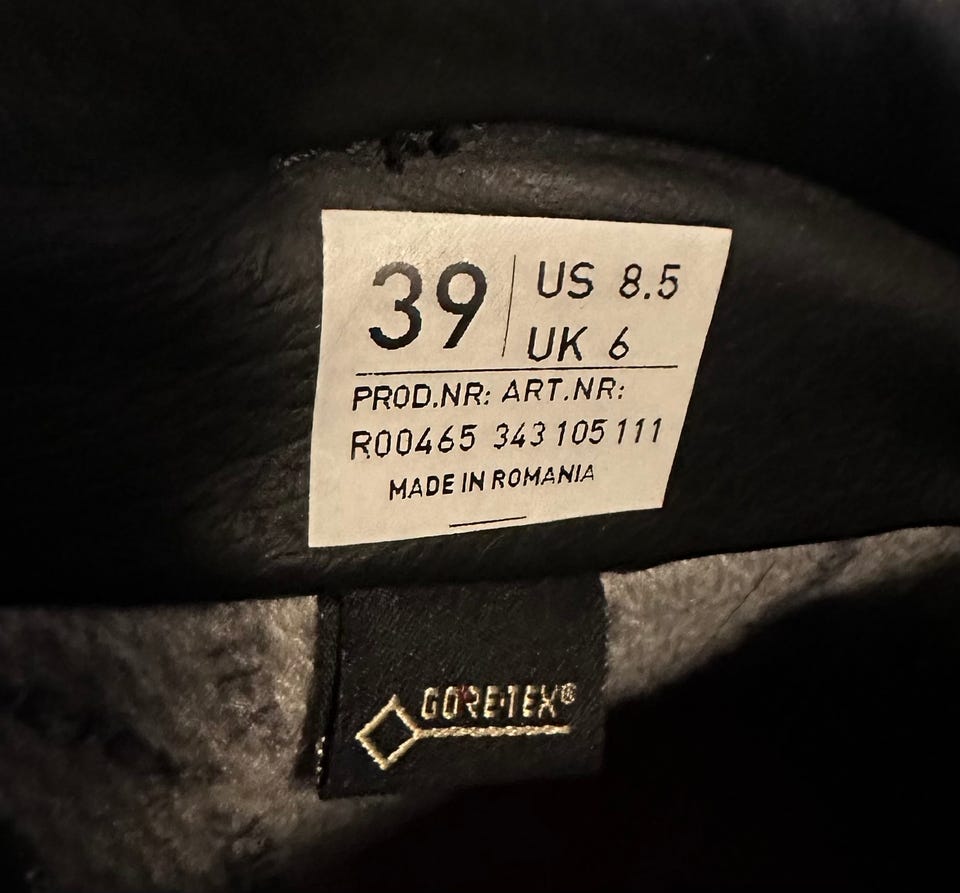 39
US 8.5
UK 6
PROD.NR: ART.NR:
R00465 343 105 111
MADE IN ROMANIA
GORE-TEX®